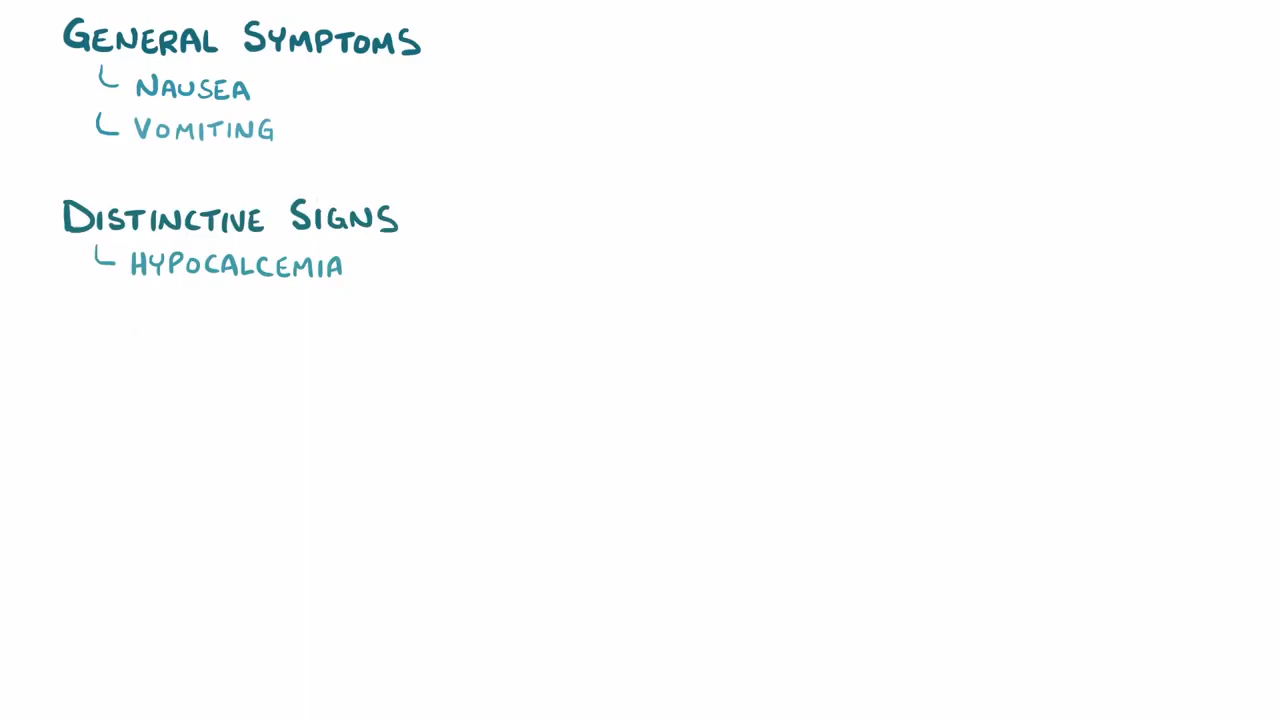 GENERAL SYMPTOMS
NAUSEA
VOMITING
DISTINCTIVE SIGNS
HYPOCALCEMIA